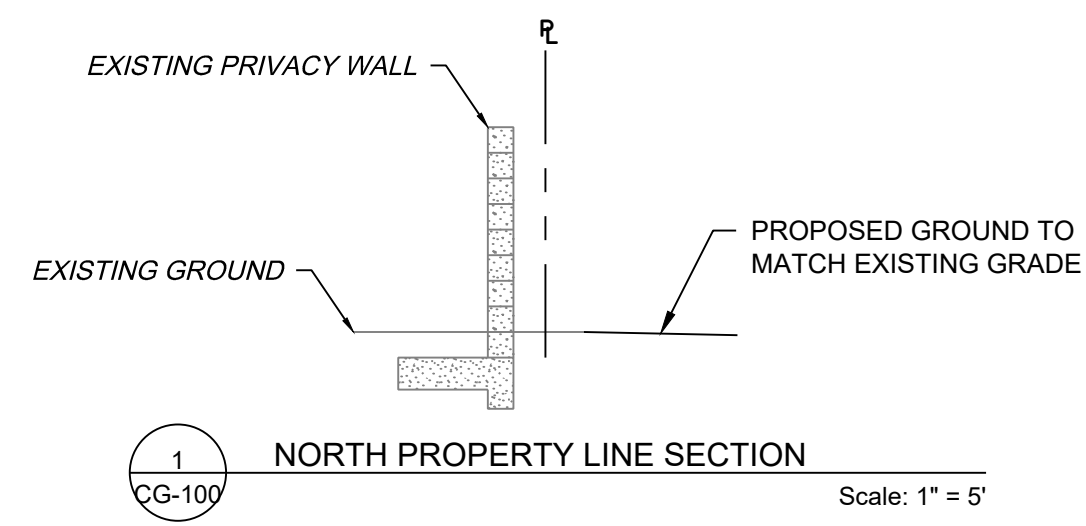 ℄
EXISTING PRIVACY WALL
PROPOSED GROUND TO
MATCH EXISTING GRADE
EXISTING GROUND
1
CG-100
NORTH PROPERTY LINE SECTION
Scale: 1" = 5'